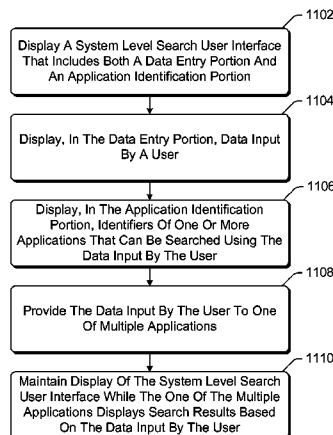 1102
Display A System Level Search User Interface
That Includes Both A Data Entry Portion And
An Application Identification Portion
1104
Display, In The Data Entry Portion, Data Input
By A User
1106
Display, In The Application Identification
Portion, Identifiers Of One Or More
Applications That Can Be Searched Using The
Data Input By The User
1108
Provide The Data Input By The User To One
Of Multiple Applications
1110
Maintain Display Of The System Level Search
User Interface While The One Of The Multiple
Applications Displays Search Results Based
On The Data Input By The User